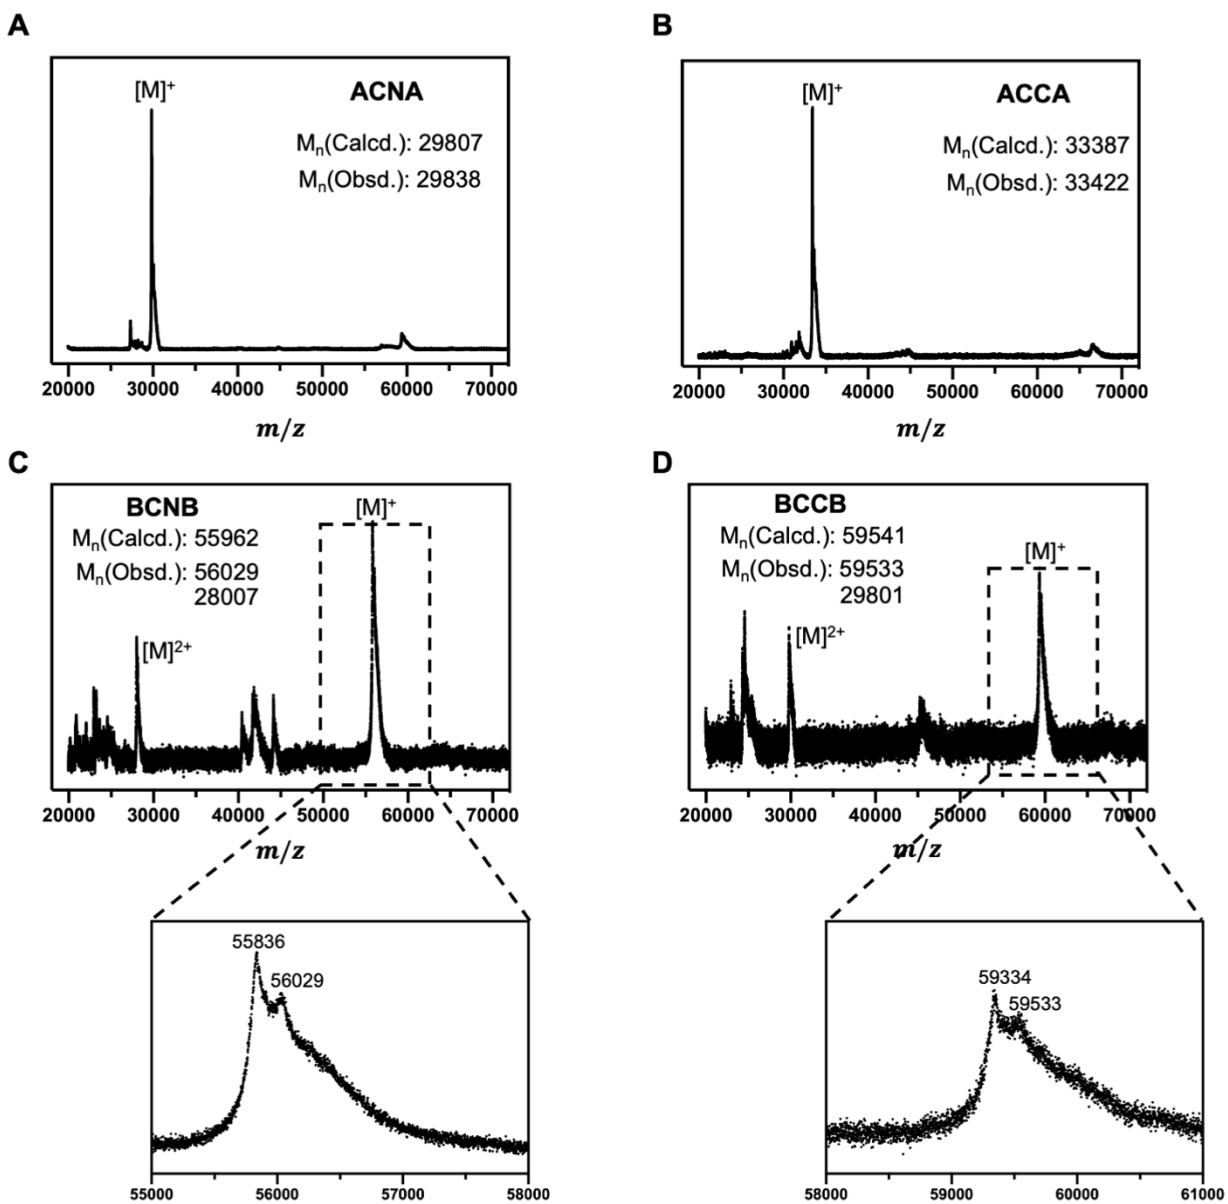 A
[M]⁺
ACNA
Mₙ(Calcd.): 29807
Mₙ(Obsd.): 29838
20000 30000 40000 50000 60000 70000
m/z
B
[M]⁺
ACCA
Mₙ(Calcd.): 33387
Mₙ(Obsd.): 33422
20000 30000 40000 50000 60000 70000
m/z
C
BCNB
[M]⁺
Mₙ(Calcd.): 55962
Mₙ(Obsd.): 56029
28007
[M]²⁺
20000 30000 40000 50000 60000 70000
m/z
55836
56029
55000 56000 57000 58000
D
BCCB
Mₙ(Calcd.): 59541
[M]⁺
Mₙ(Obsd.): 59533
29801
[M]²⁺
20000 30000 40000 50000 60000 70000
m/z
59334
59533
58000 59000 60000 61000